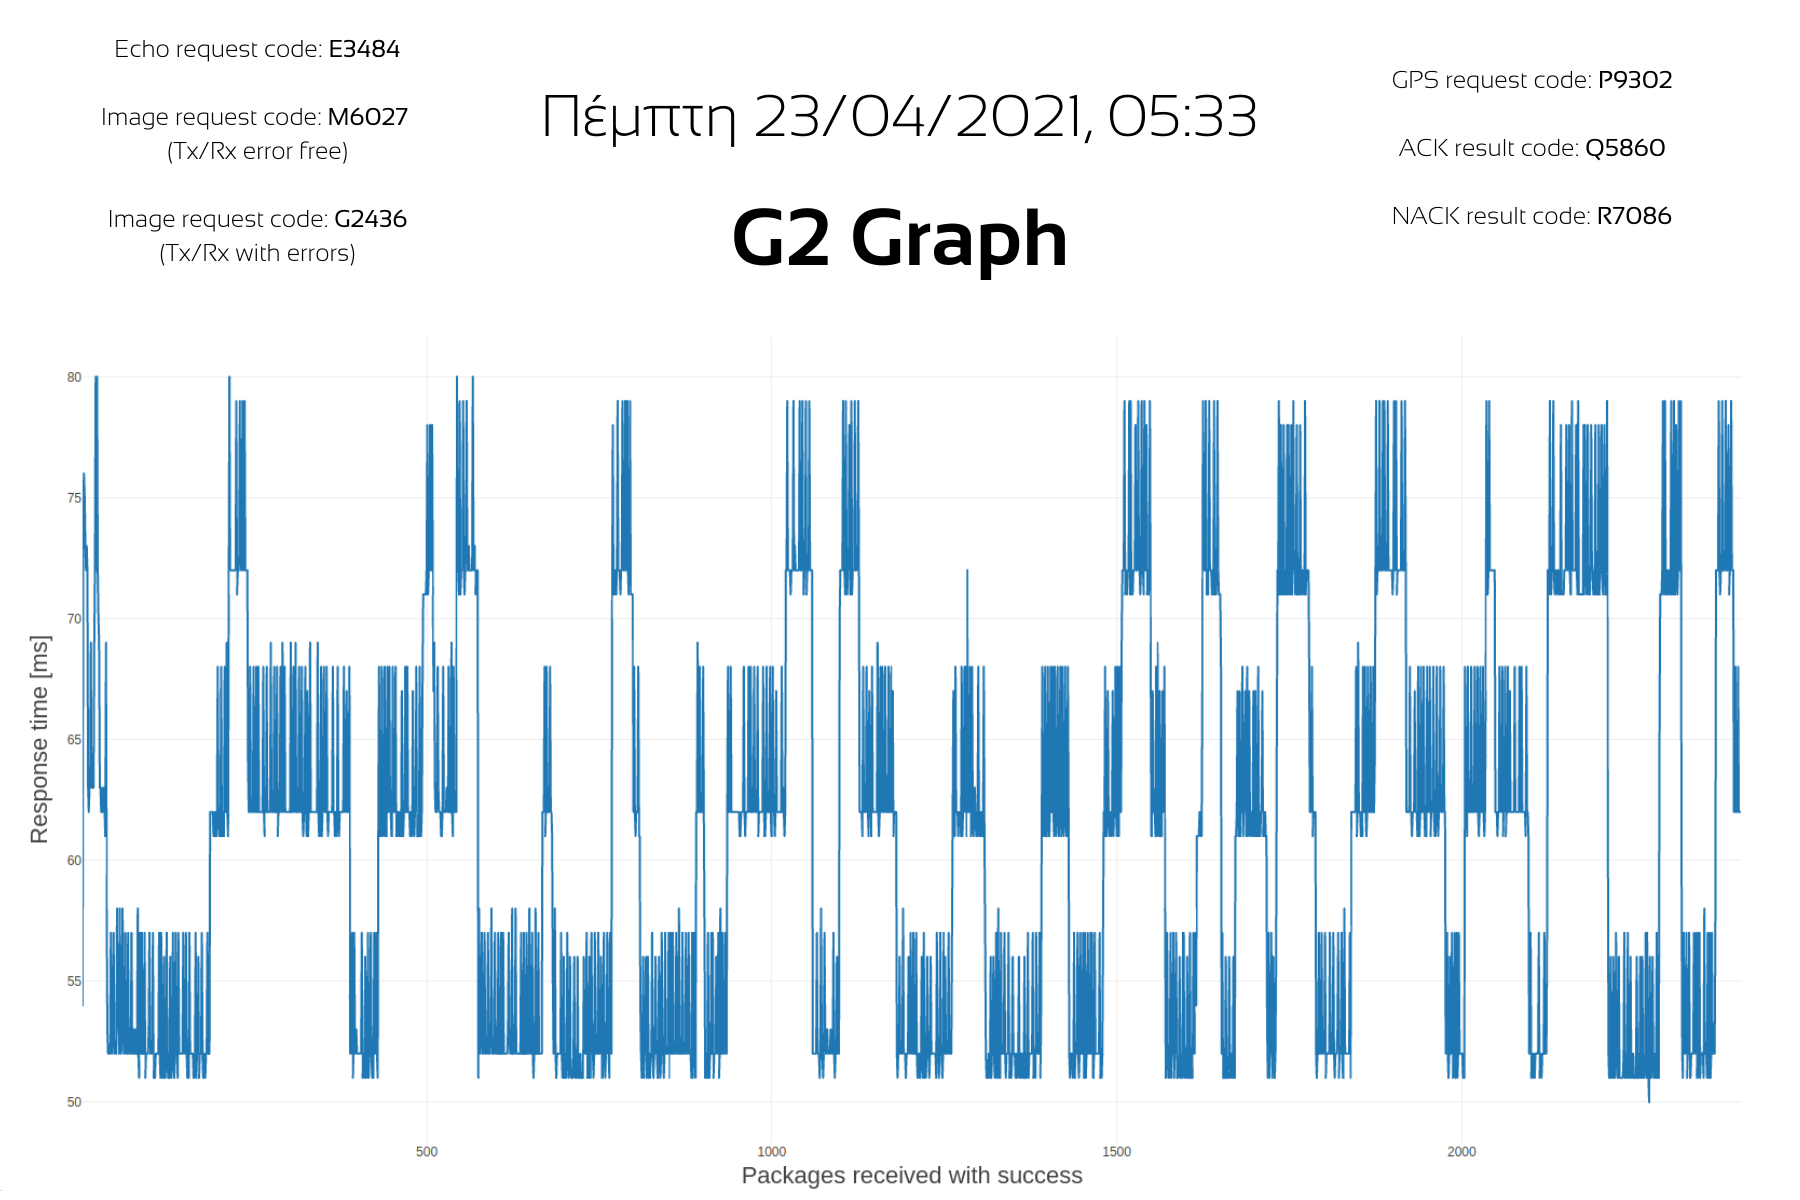 Echo request code: E3484
Image request code: M6027
(Tx/Rx error free)
Image request code: G2436
(Tx/Rx with errors)
Πέμπτη 23/04/2021, 05:33
G2 Graph
GPS request code: P9302
ACK result code: Q5860
NACK result code: R7086
80
75
70
65
60
55
50
Response time [ms]
500
1000
1500
2000
Packages received with success